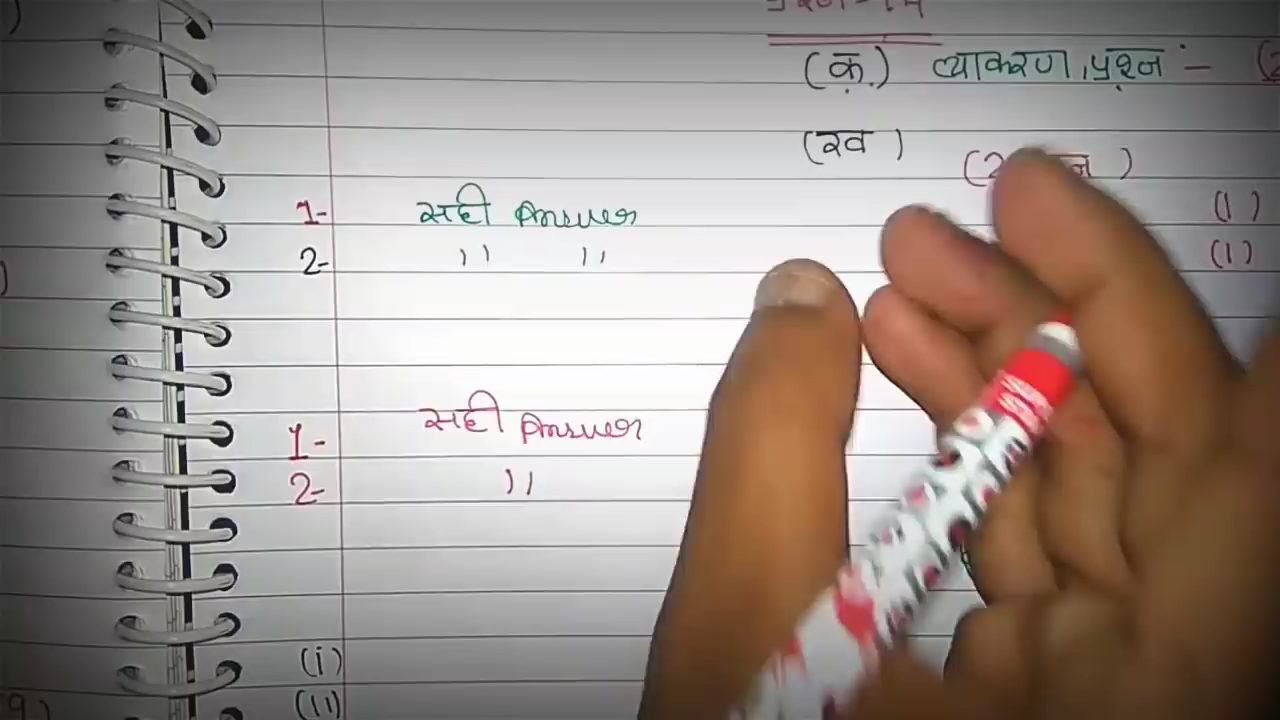 (क) व्याकरण प्रश्न -
(ख)
1- सही Answer (1)
2- '' '' (1)
1- सही Answer
2- ''
(i)
(ii)